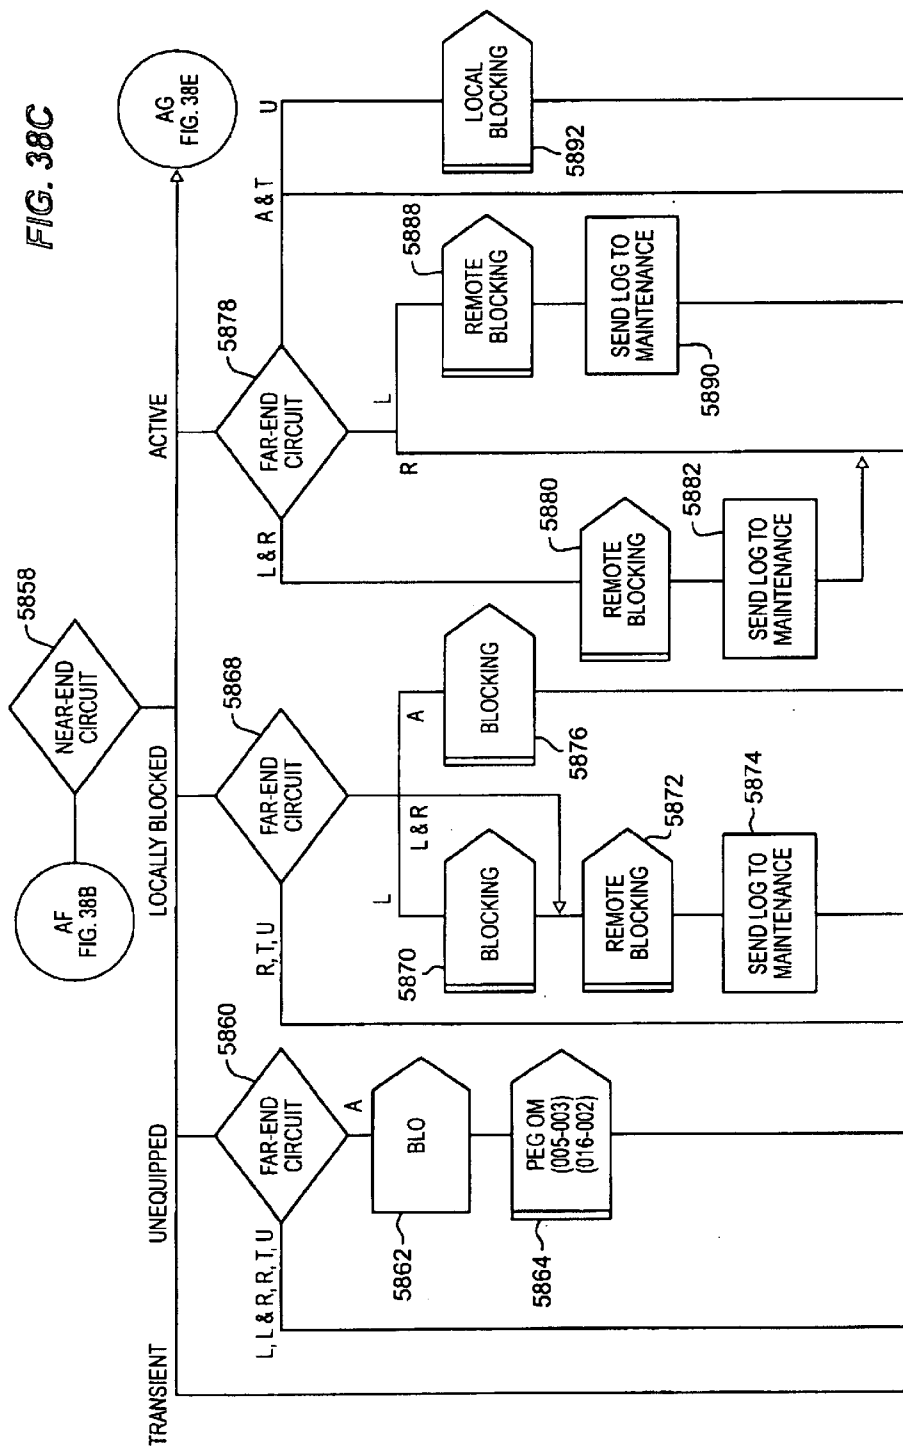 FIG. 38C
AF
FIG. 38B
NEAR-END
CIRCUIT
5858
AG
FIG. 38E
TRANSIENT
UNEQUIPPED
LOCALLY BLOCKED
ACTIVE
L, L & R, R, T, U
FAR-END
CIRCUIT
5860
A
BLO
5862
PEG OM
(005-003)
(016-002)
5864
R, T, U
FAR-END
CIRCUIT
5868
L
L & R
A
BLOCKING
5870
BLOCKING
5876
REMOTE
BLOCKING
5872
SEND LOG TO
MAINTENANCE
5874
L & R
FAR-END
CIRCUIT
5878
A & T
U
R
L
REMOTE
BLOCKING
5880
SEND LOG TO
MAINTENANCE
5882
REMOTE
BLOCKING
5888
SEND LOG TO
MAINTENANCE
5890
LOCAL
BLOCKING
5892